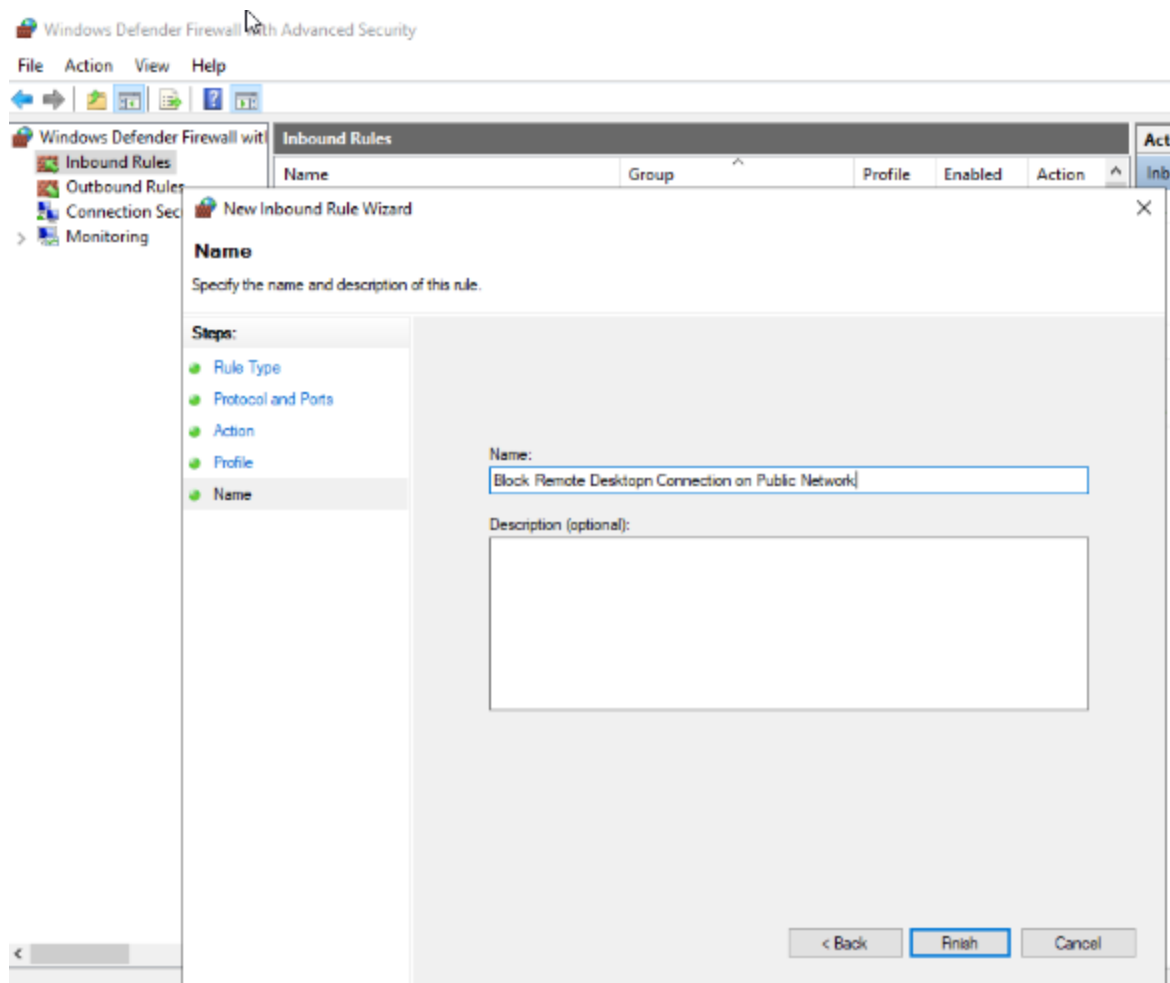 Windows Defender Firewall with Advanced Security
File Action View Help
Windows Defender Firewall with
Inbound Rules
Act
Inbound Rules
Name Group Profile Enabled Action
Inb
Outbound Rules
Connection Sec
Monitoring
New Inbound Rule Wizard
Name
Specify the name and description of this rule.
Steps:
Rule Type
Protocol and Ports
Action
Profile
Name
Name:
Block Remote Desktopn Connection on Public Network
Description (optional):
< Back Finish Cancel